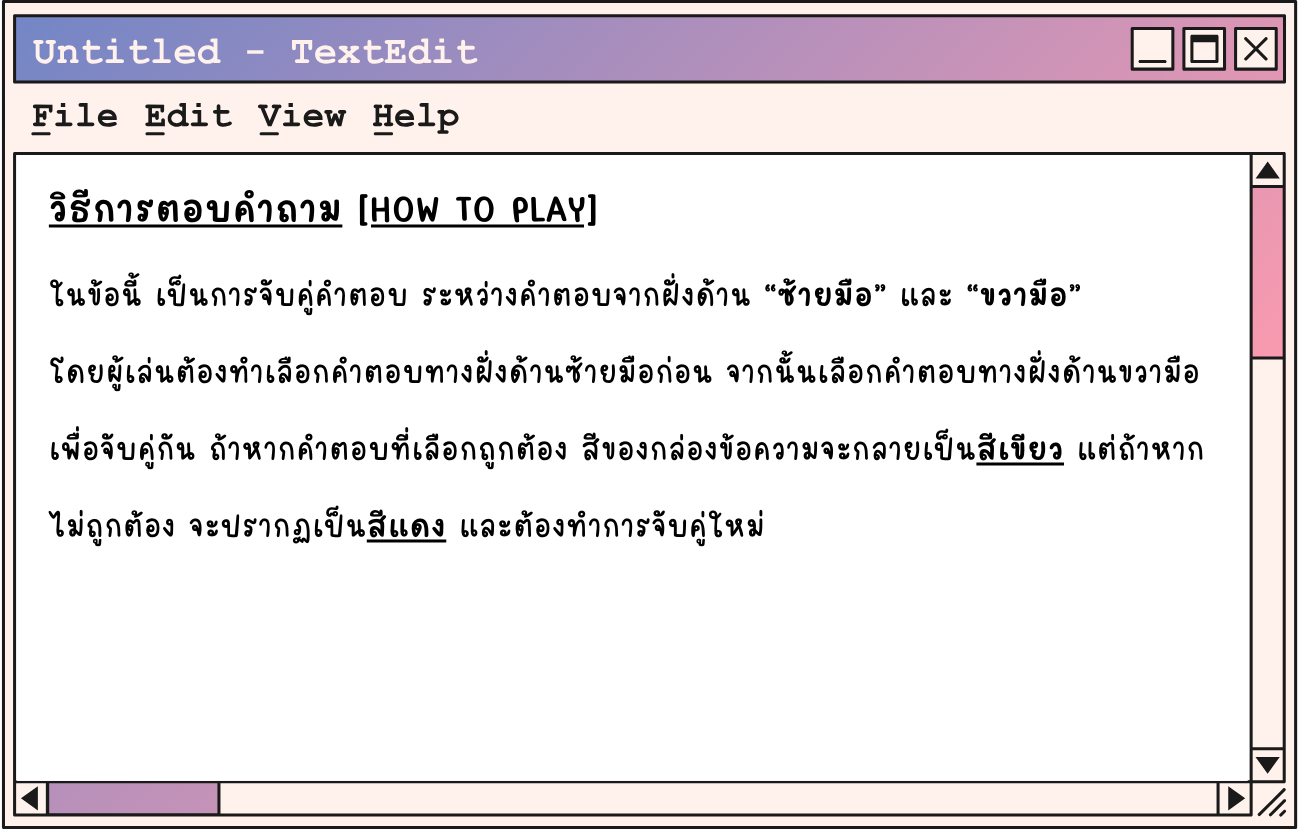 Untitled - TextEdit
File Edit View Help
วิธีการตอบคำถาม [HOW TO PLAY]
ในข้อนี้ เป็นการจับคู่คำตอบ ระหว่างคำตอบจากฝั่งด้าน “ซ้ายมือ” และ “ขวามือ”
โดยผู้เล่นต้องทำเลือกคำตอบทางฝั่งด้านซ้ายมือก่อน จากนั้นเลือกคำตอบทางฝั่งด้านขวามือ
เพื่อจับคู่กัน ถ้าหากคำตอบที่เลือกถูกต้อง สีของกล่องข้อความจะกลายเป็นสีเขียว แต่ถ้าหาก
ไม่ถูกต้อง จะปรากฏเป็นสีแดง และต้องทำการจับคู่ใหม่